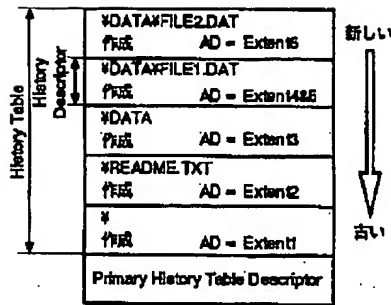 ¥DATA¥FILE2.DAT
作成 AD = Extent6
¥DATA¥FILE1.DAT
作成 AD = Extent4&5
¥DATA
作成 AD = Extent3
¥README.TXT
作成 AD = Extent2
¥
作成 AD = Extent1
Primary History Table Descriptor
History Table
History
Descriptor
新しい
古い